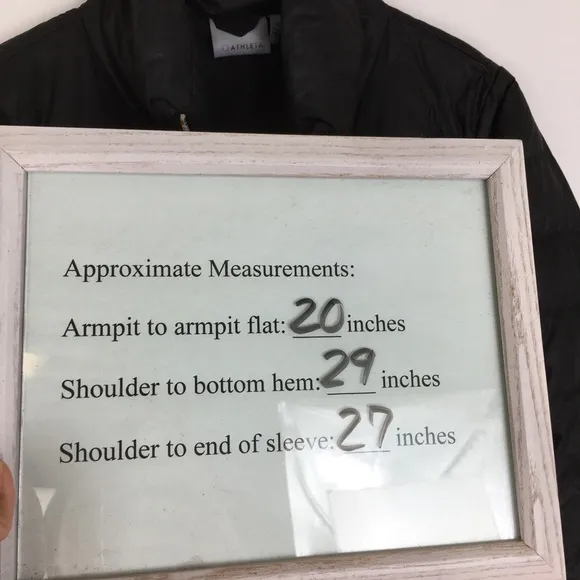 ATHLETA
Approximate Measurements:
Armpit to armpit flat: 20 inches
Shoulder to bottom hem: 29 inches
Shoulder to end of sleeve: 27 inches